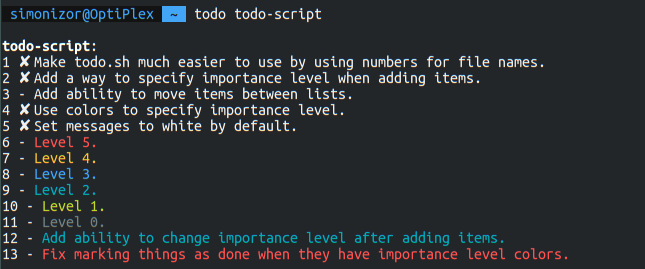 simonizor@OptiPlex ~ todo todo-script
todo-script:
1 ✘ Make todo.sh much easier to use by using numbers for file names.
2 ✘ Add a way to specify importance level when adding items.
3 - Add ability to move items between lists.
4 ✘ Use colors to specify importance level.
5 ✘ Set messages to white by default.
6 - Level 5.
7 - Level 4.
8 - Level 3.
9 - Level 2.
10 - Level 1.
11 - Level 0.
12 - Add ability to change importance level after adding items.
13 - Fix marking things as done when they have importance level colors.